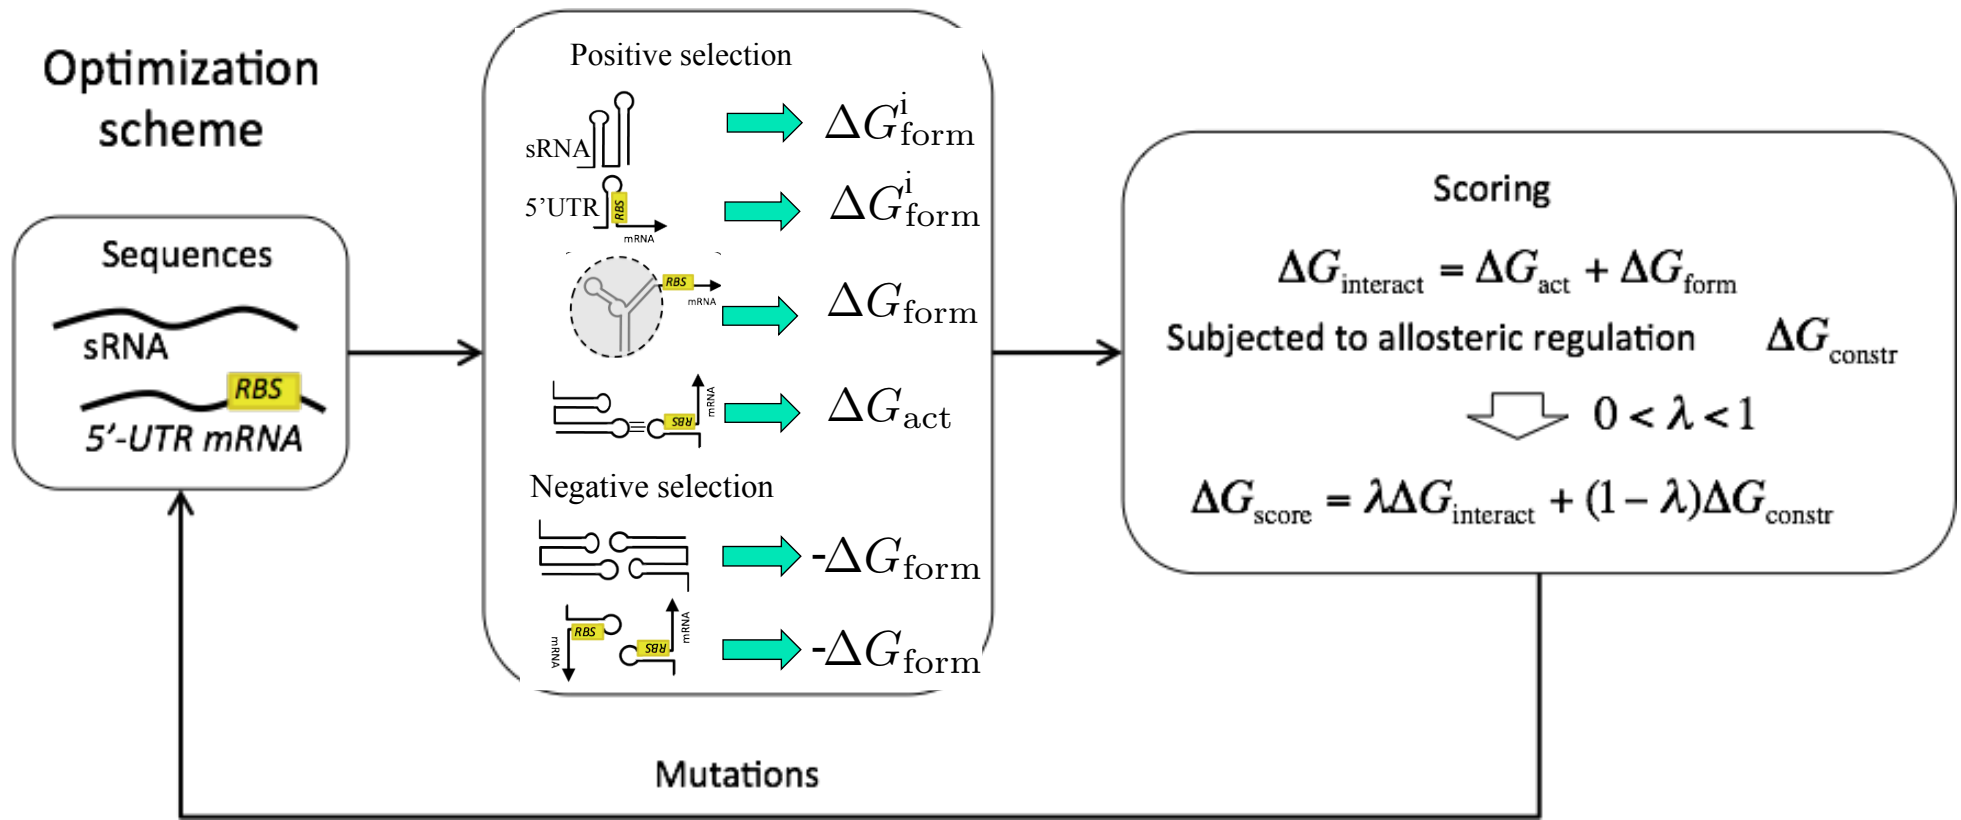 Optimization
scheme
Sequences
sRNA
RBS
5'-UTR mRNA
Positive selection
sRNA
ΔG^i_form
5'UTR
RBS
mRNA
ΔG^i_form
RBS
mRNA
ΔG_form
RBS
mRNA
ΔG_act
Negative selection
-ΔG_form
RBS
mRNA
RBS
mRNA
-ΔG_form
Scoring
ΔG_interact = ΔG_act + ΔG_form
Subjected to allosteric regulation ΔG_constr
0 < λ < 1
ΔG_score = λΔG_interact + (1 − λ)ΔG_constr
Mutations